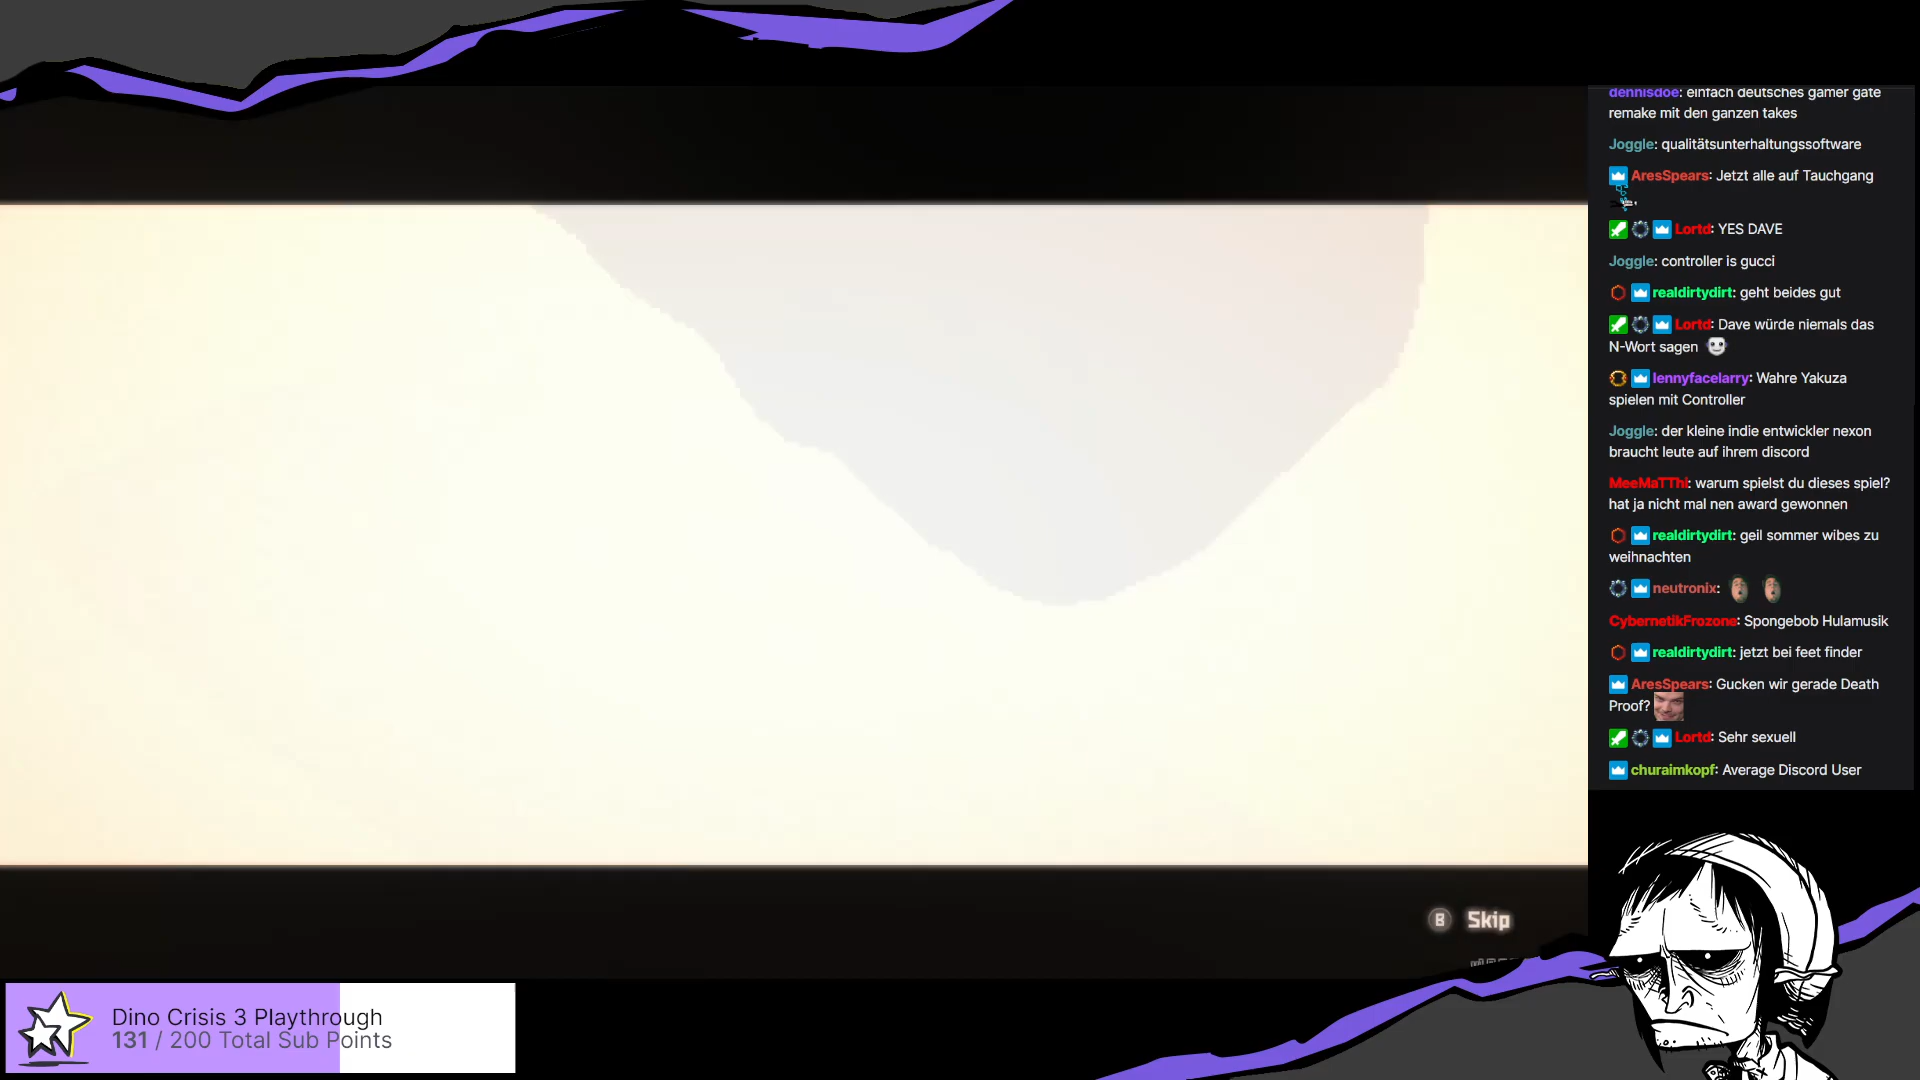 dennisdoe: einfach deutsches gamer gate
remake mit den ganzen takes
Joggle: qualitätsunterhaltungssoftware
AresSpears: Jetzt alle auf Tauchgang
Lortd: YES DAVE
Joggle: controller is gucci
realdirtydirt: geht beides gut
Lortd: Dave würde niemals das
N-Wort sagen
lennyfacelarry: Wahre Yakuza
spielen mit Controller
Joggle: der kleine indie entwickler nexon
braucht leute auf ihrem discord
MeeMaTThi: warum spielst du dieses spiel?
hat ja nicht mal nen award gewonnen
realdirtydirt: geil sommer wibes zu
weihnachten
neutronix:
CybernetikFrozone: Spongebob Hulamusik
realdirtydirt: jetzt bei feet finder
AresSpears: Gucken wir gerade Death
Proof?
Lortd: Sehr sexuell
churaimkopf: Average Discord User
B Skip
Dino Crisis 3 Playthrough
131 / 200 Total Sub Points